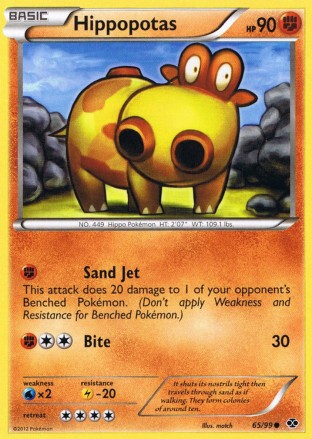 BASIC
Hippopotas
HP 90
NO. 449 Hippo Pokémon HT: 2'07" WT: 109.1 lbs.
Sand Jet
This attack does 20 damage to 1 of your opponent's
Benched Pokémon. (Don't apply Weakness and
Resistance for Benched Pokémon.)
Bite 30
weakness resistance
×2 -20
retreat
It shuts its nostrils tight then
travels through sand as if
walking. They form colonies
of around ten.
©2012 Pokémon Illus. match 65/99